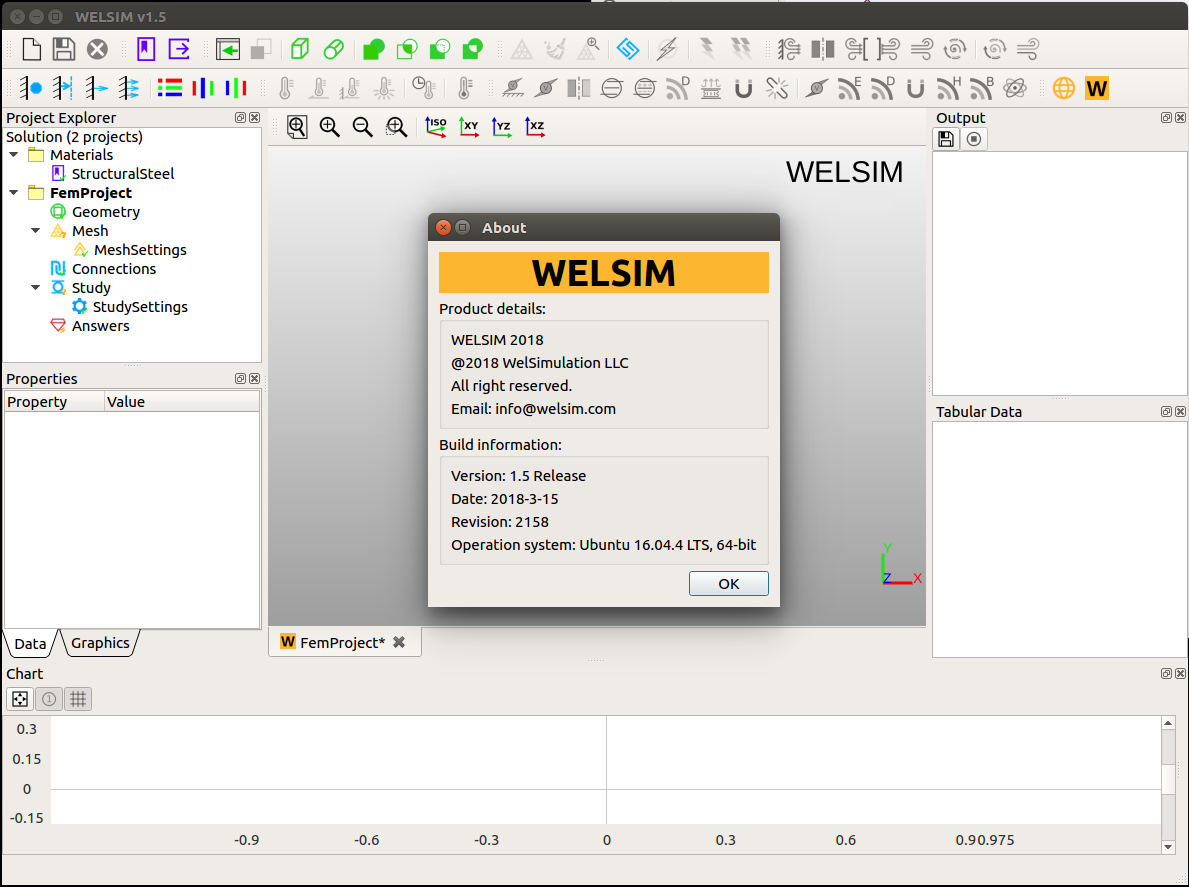 WELSIM v1.5
ISO XY YZ XZ
D E D H B W
Project Explorer
Solution (2 projects)
Materials
StructuralSteel
FemProject
Geometry
Mesh
MeshSettings
Connections
Study
StudySettings
Answers
Properties
Property Value
Data Graphics
WELSIM
About
WELSIM
Product details:
WELSIM 2018
@2018 WelSimulation LLC
All right reserved.
Email: info@welsim.com
Build information:
Version: 1.5 Release
Date: 2018-3-15
Revision: 2158
Operation system: Ubuntu 16.04.4 LTS, 64-bit
OK
Y
Z X
W FemProject*
Output
Tabular Data
Chart
1
0.3
0.15
0
-0.15
-0.9 -0.6 -0.3 0 0.3 0.6 0.90.975